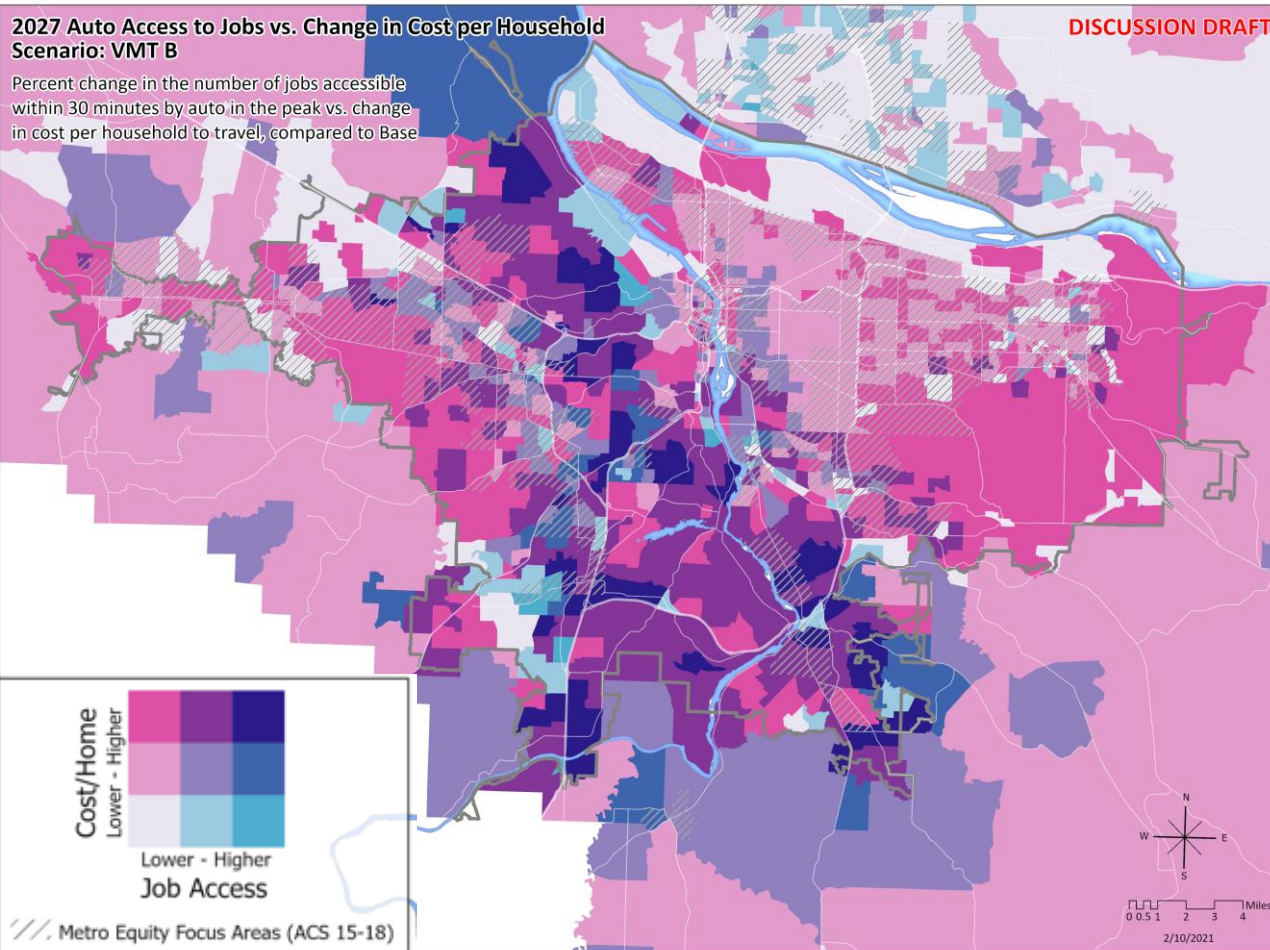 2027 Auto Access to Jobs vs. Change in Cost per Household
Scenario: VMT B
DISCUSSION DRAFT
Percent change in the number of jobs accessible
within 30 minutes by auto in the peak vs. change
in cost per household to travel, compared to Base
Cost/Home
Lower - Higher
Lower - Higher
Job Access
Metro Equity Focus Areas (ACS 15-18)
N
W
E
S
Miles
0 0.5 1 2 3 4
2/10/2021